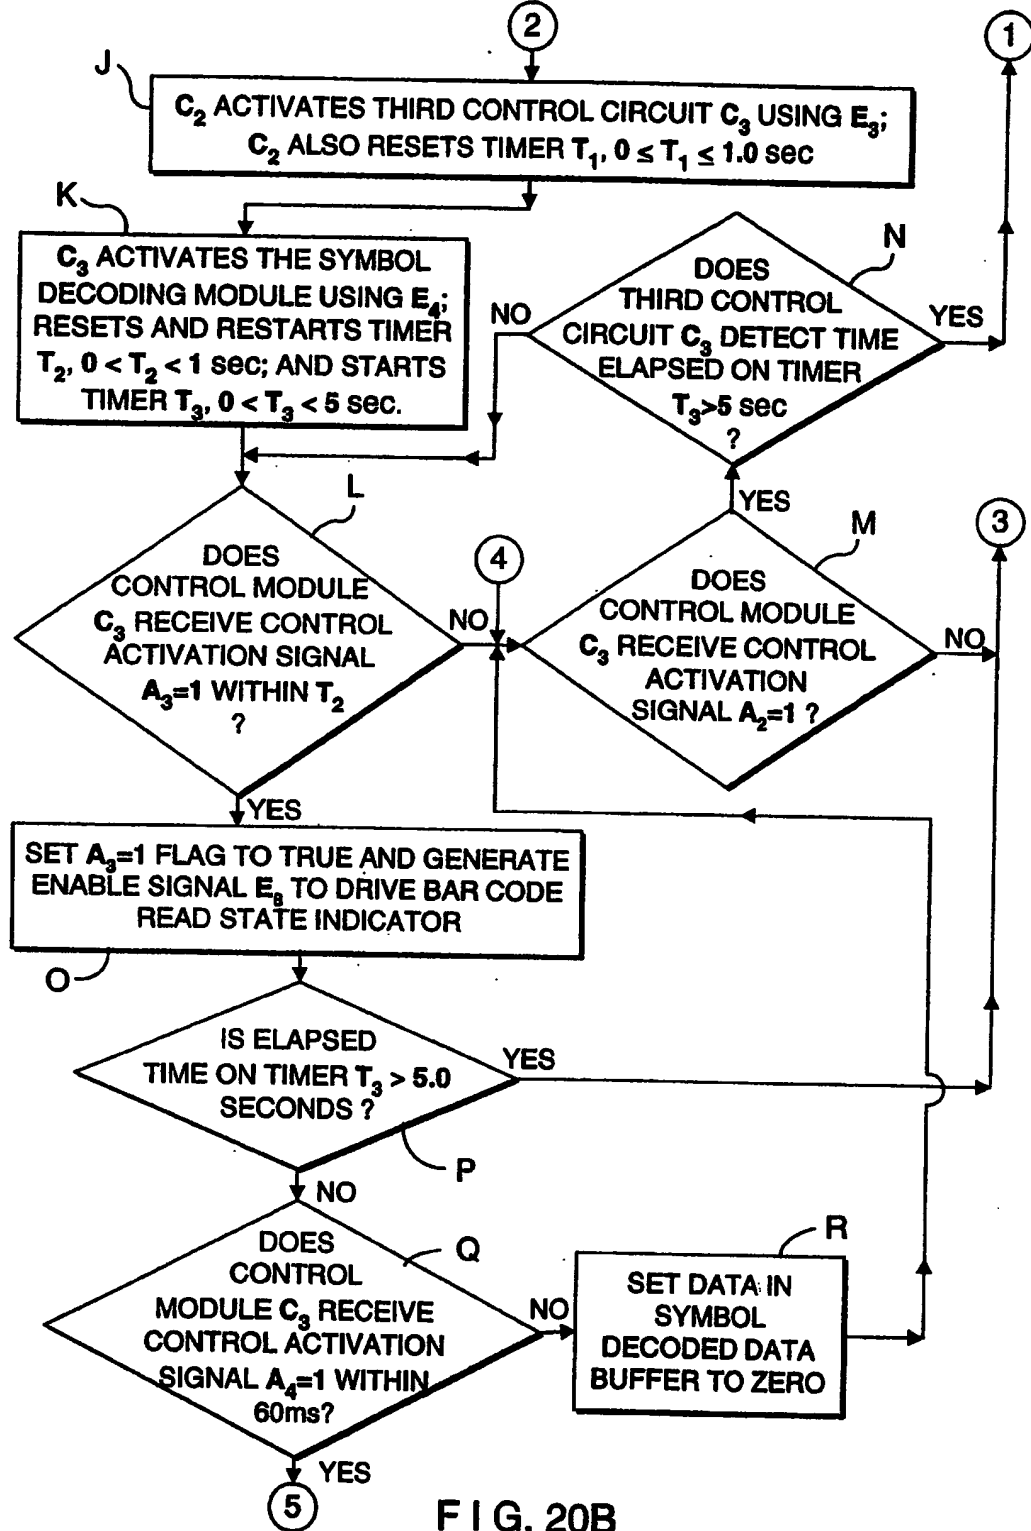 2
1
J
C₂ ACTIVATES THIRD CONTROL CIRCUIT C₃ USING E₃;
C₂ ALSO RESETS TIMER T₁, 0 ≤ T₁ ≤ 1.0 sec
K
C₃ ACTIVATES THE SYMBOL
DECODING MODULE USING E₄;
RESETS AND RESTARTS TIMER
T₂, 0 < T₂ < 1 sec; AND STARTS
TIMER T₃, 0 < T₃ < 5 sec.
N
DOES
THIRD CONTROL
CIRCUIT C₃ DETECT TIME
ELAPSED ON TIMER
T₃>5 sec
?
NO
YES
L
DOES
CONTROL MODULE
C₃ RECEIVE CONTROL
ACTIVATION SIGNAL
A₃=1 WITHIN T₂
?
NO
4
YES
M
DOES
CONTROL MODULE
C₃ RECEIVE CONTROL
ACTIVATION
SIGNAL A₂=1 ?
NO
3
YES
SET A₃=1 FLAG TO TRUE AND GENERATE
ENABLE SIGNAL E₈ TO DRIVE BAR CODE
READ STATE INDICATOR
O
IS ELAPSED
TIME ON TIMER T₃ > 5.0
SECONDS ?
YES
P
NO
DOES
CONTROL
MODULE C₃ RECEIVE
CONTROL ACTIVATION
SIGNAL A₄=1 WITHIN
60ms?
Q
NO
R
SET DATA IN
SYMBOL
DECODED DATA
BUFFER TO ZERO
YES
5
FIG. 20B